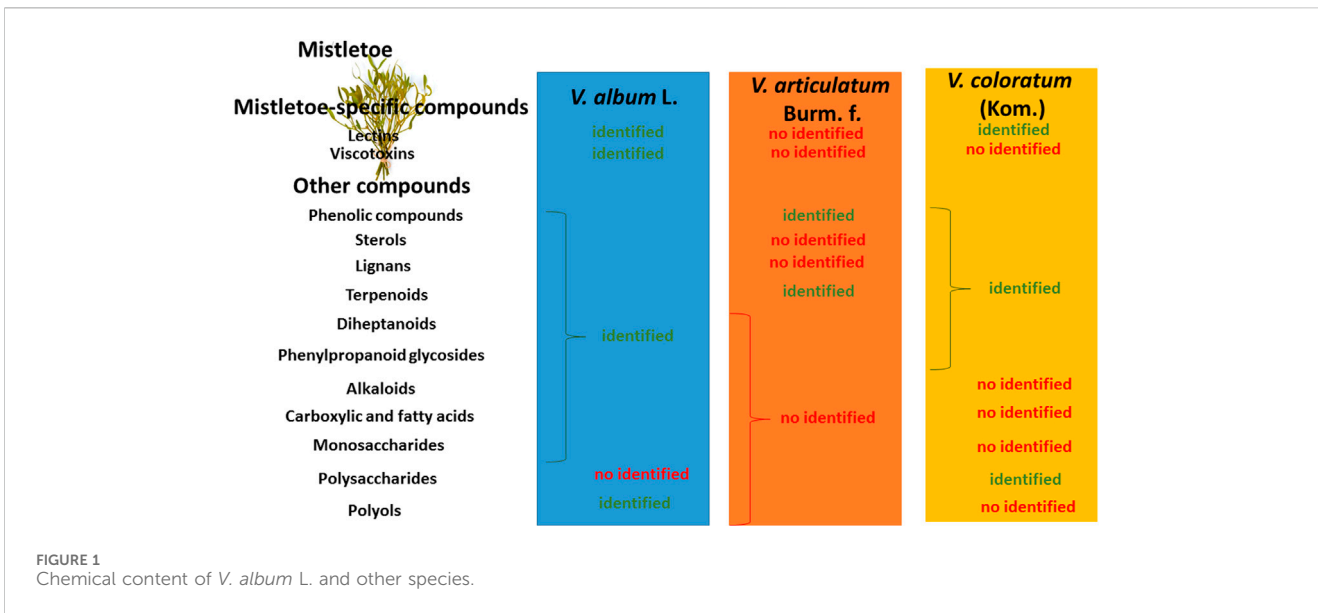 Mistletoe
Mistletoe-specific compounds
Lectins
Viscotoxins
Other compounds
Phenolic compounds
Sterols
Lignans
Terpenoids
Diheptanoids
Phenylpropanoid glycosides
Alkaloids
Carboxylic and fatty acids
Monosaccharides
Polysaccharides
Polyols
V. album L.
identified
identified
identified
no identified
identified
V. articulatum
Burm. f.
no identified
no identified
identified
no identified
no identified
identified
no identified
V. coloratum
(Kom.)
identified
no identified
identified
no identified
no identified
no identified
identified
no identified
FIGURE 1
Chemical content of V. album L. and other species.